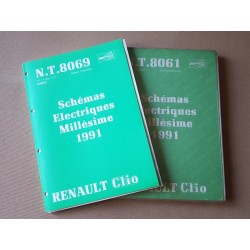 N.T.8069
Schémas
Electriques
Millésime
1991
RENAULT Clio
N.T.8061
Schémas
Electriques
Millésime
1991
RENAULT Clio